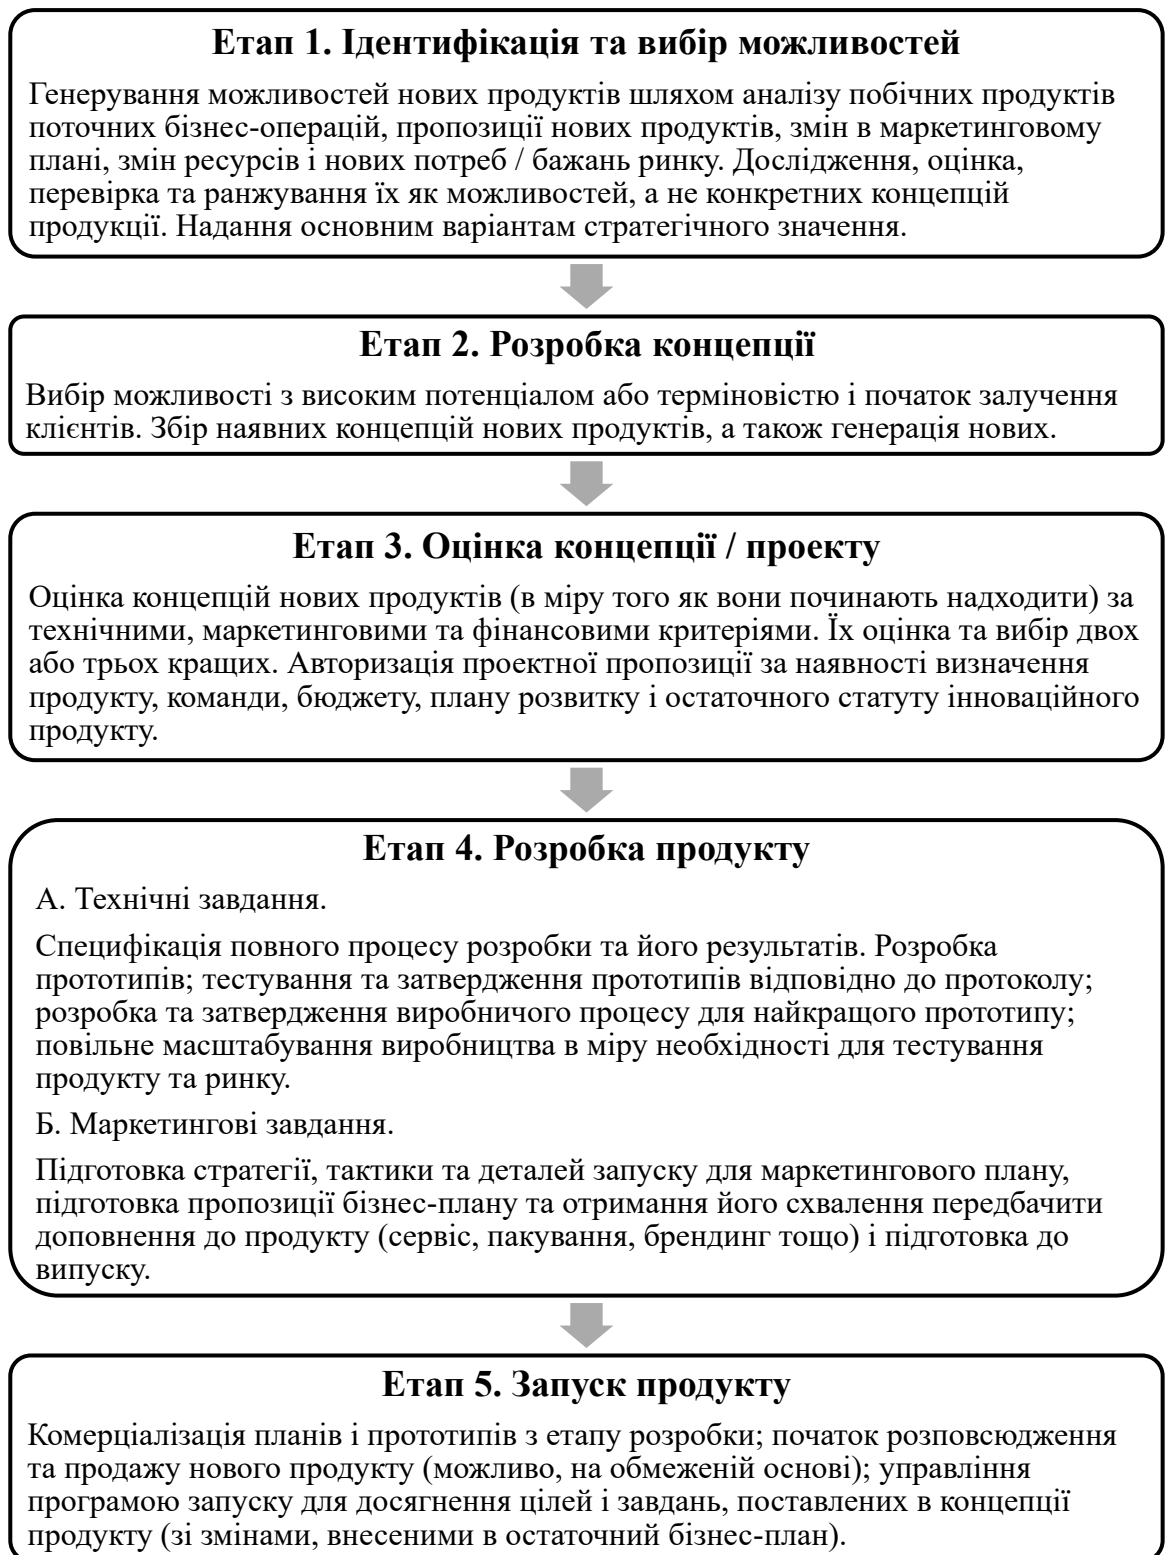 Етап 1. Ідентифікація та вибір можливостей
Генерування можливостей нових продуктів шляхом аналізу побічних продуктів
поточних бізнес-операцій, пропозиції нових продуктів, змін в маркетинговому
плані, змін ресурсів і нових потреб / бажань ринку. Дослідження, оцінка,
перевірка та ранжування їх як можливостей, а не конкретних концепцій
продукції. Надання основним варіантам стратегічного значення.
Етап 2. Розробка концепції
Вибір можливості з високим потенціалом або терміновістю і початок залучення
клієнтів. Збір наявних концепцій нових продуктів, а також генерація нових.
Етап 3. Оцінка концепції / проекту
Оцінка концепцій нових продуктів (в міру того як вони починають надходити) за
технічними, маркетинговими та фінансовими критеріями. Їх оцінка та вибір двох
або трьох кращих. Авторизація проектної пропозиції за наявності визначення
продукту, команди, бюджету, плану розвитку і остаточного статуту інноваційного
продукту.
Етап 4. Розробка продукту
А. Технічні завдання.
Специфікація повного процесу розробки та його результатів. Розробка
прототипів; тестування та затвердження прототипів відповідно до протоколу;
розробка та затвердження виробничого процесу для найкращого прототипу;
повільне масштабування виробництва в міру необхідності для тестування
продукту та ринку.
Б. Маркетингові завдання.
Підготовка стратегії, тактики та деталей запуску для маркетингового плану,
підготовка пропозиції бізнес-плану та отримання його схвалення передбачити
доповнення до продукту (сервіс, пакування, брендинг тощо) і підготовка до
випуску.
Етап 5. Запуск продукту
Комерціалізація планів і прототипів з етапу розробки; початок розповсюдження
та продажу нового продукту (можливо, на обмеженій основі); управління
програмою запуску для досягнення цілей і завдань, поставлених в концепції
продукту (зі змінами, внесеними в остаточний бізнес-план).